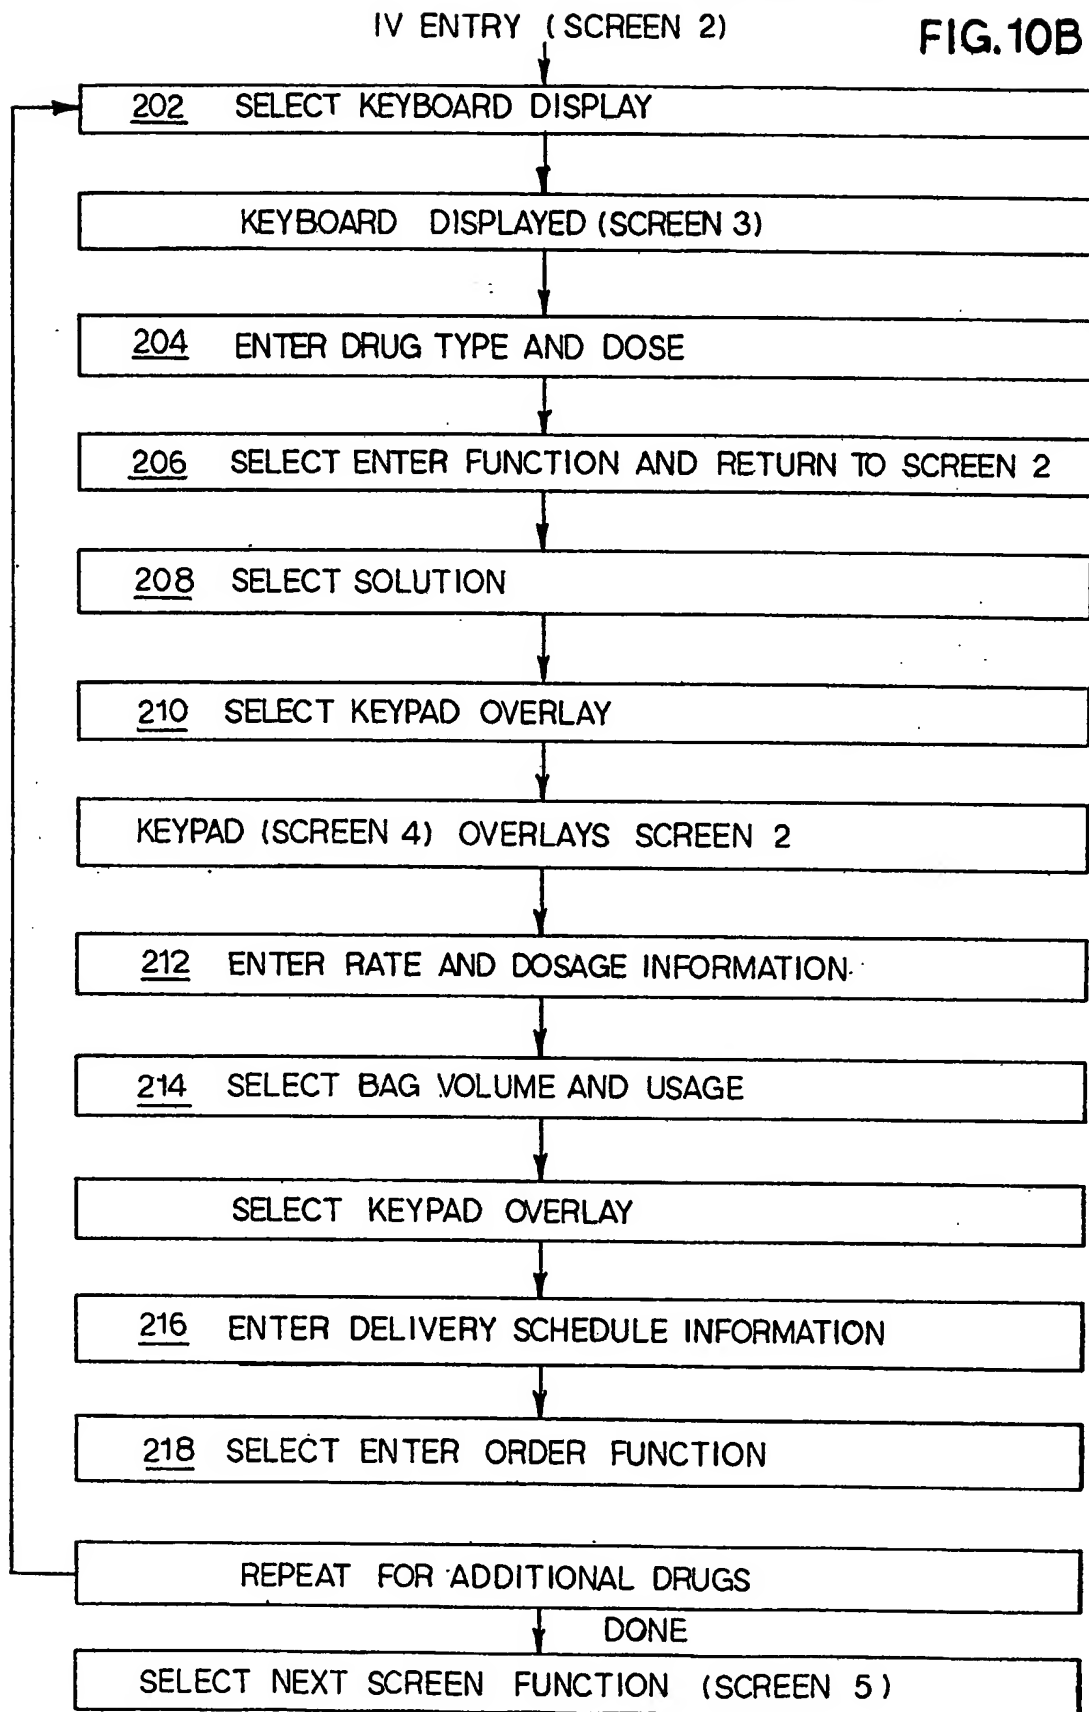 IV ENTRY (SCREEN 2)
FIG. 10B
202 SELECT KEYBOARD DISPLAY
KEYBOARD DISPLAYED (SCREEN 3)
204 ENTER DRUG TYPE AND DOSE
206 SELECT ENTER FUNCTION AND RETURN TO SCREEN 2
208 SELECT SOLUTION
210 SELECT KEYPAD OVERLAY
KEYPAD (SCREEN 4) OVERLAYS SCREEN 2
212 ENTER RATE AND DOSAGE INFORMATION
214 SELECT BAG VOLUME AND USAGE
SELECT KEYPAD OVERLAY
216 ENTER DELIVERY SCHEDULE INFORMATION
218 SELECT ENTER ORDER FUNCTION
REPEAT FOR ADDITIONAL DRUGS
DONE
SELECT NEXT SCREEN FUNCTION (SCREEN 5)